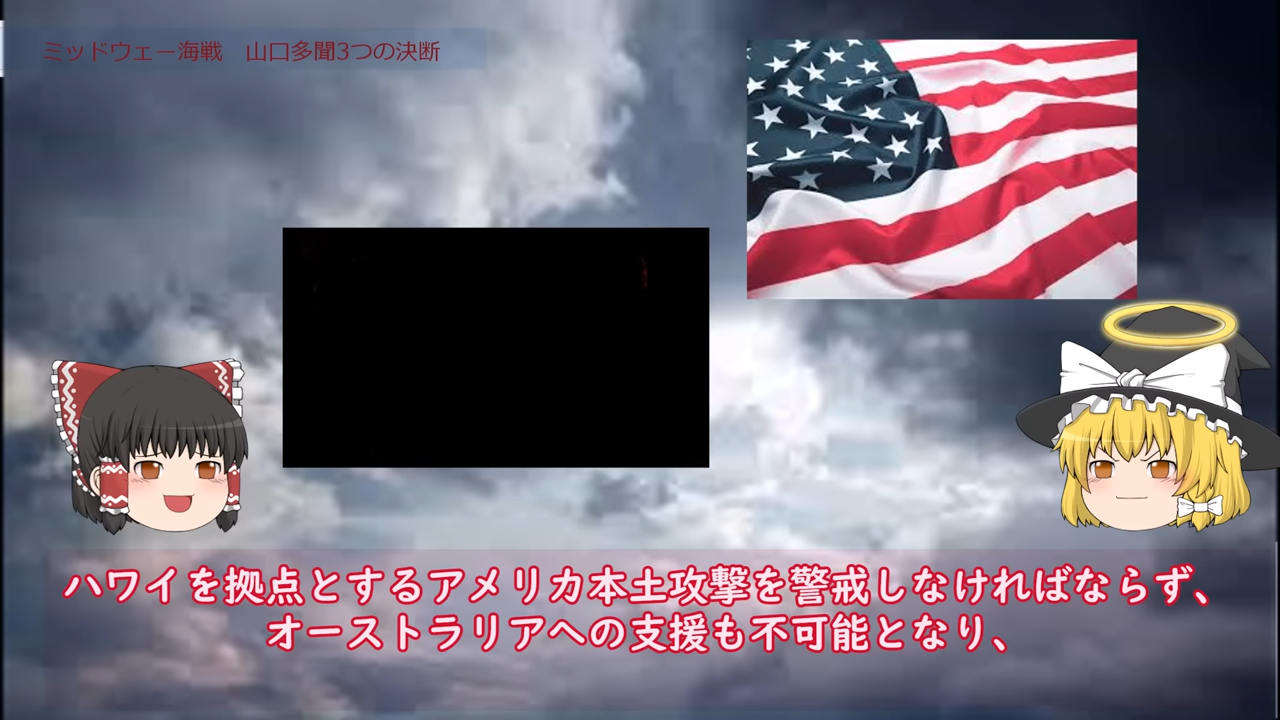 ミッドウェー海戦　山口多聞3つの決断
ハワイを拠点とするアメリカ本土攻撃を警戒しなければならず、
オーストラリアへの支援も不可能となり、